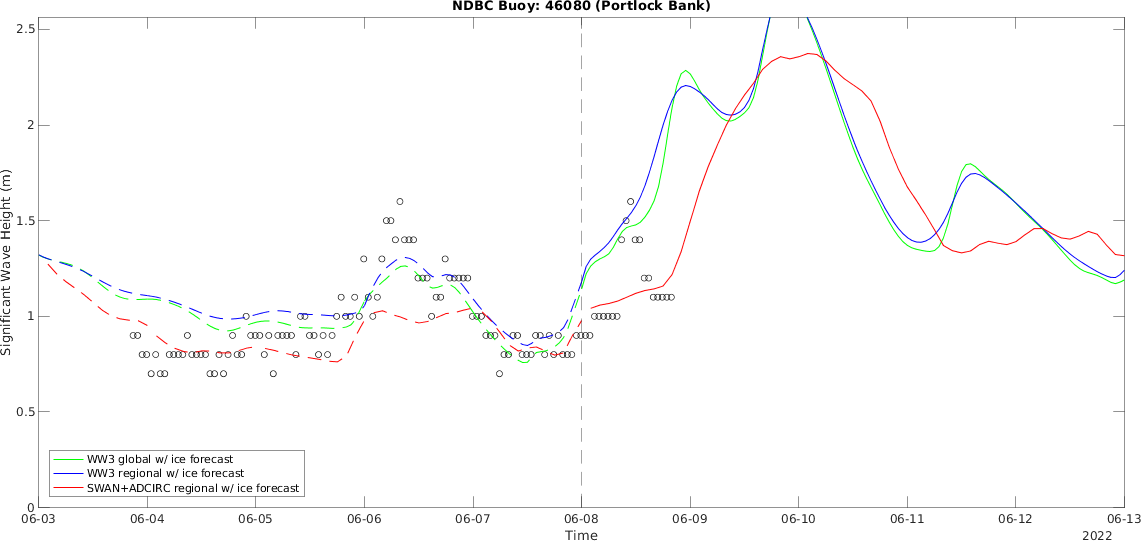 NDBC Buoy: 46080 (Portlock Bank)
2.5
2
1.5
1
0.5
0
Significant Wave Height (m)
WW3 global w/ ice forecast
WW3 regional w/ ice forecast
SWAN+ADCIRC regional w/ ice forecast
06-03 06-04 06-05 06-06 06-07 06-08 06-09 06-10 06-11 06-12 06-13
Time
2022